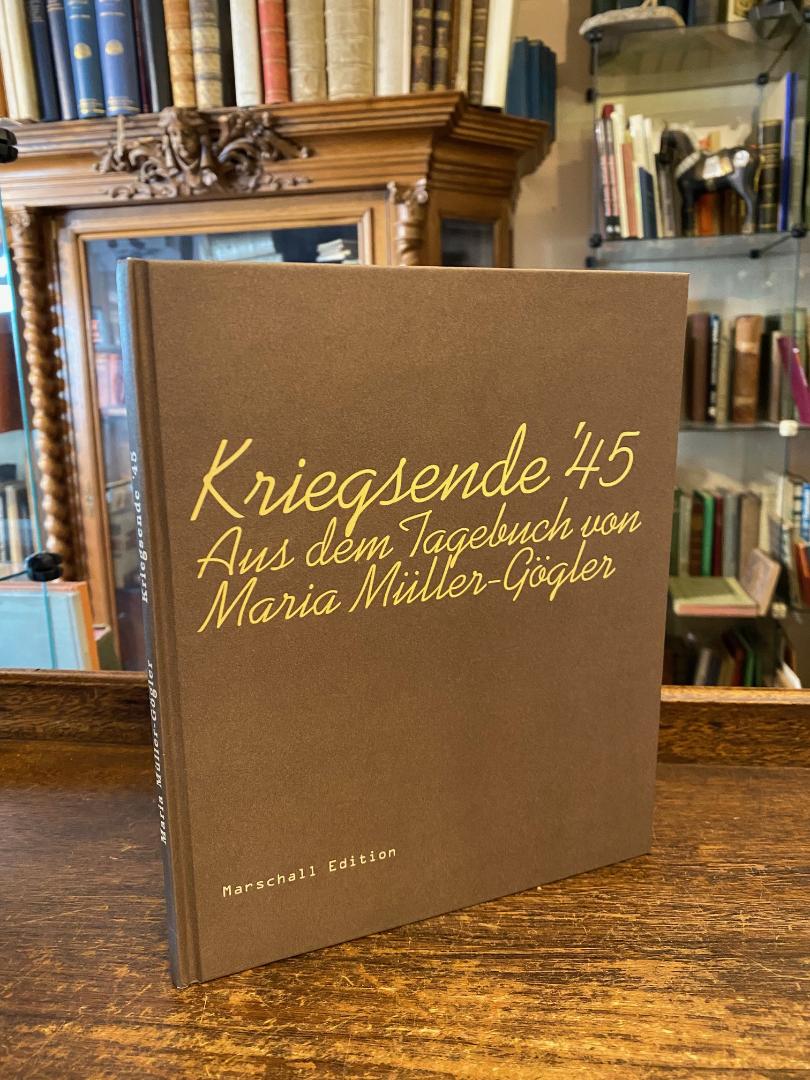 Kriegsende '45
Aus dem Tagebuch von
Maria Müller-Gögler
Marschall Edition
Maria Müller-Gögler Kriegsende '45